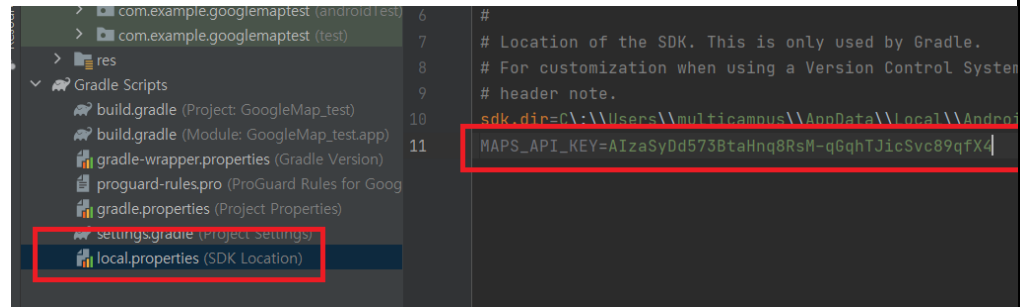 com.example.googlemaptest (androidTest)
com.example.googlemaptest (test)
res
Gradle Scripts
build.gradle (Project: GoogleMap_test)
build.gradle (Module: GoogleMap_test.app)
gradle-wrapper.properties (Gradle Version)
proguard-rules.pro (ProGuard Rules for Goog
gradle.properties (Project Properties)
settings.gradle (Project Settings)
local.properties (SDK Location)
6 #
7 # Location of the SDK. This is only used by Gradle.
8 # For customization when using a Version Control System
9 # header note.
10 sdk.dir=C\:\\Users\\multicampus\\AppData\\Local\\Androi
11 MAPS_API_KEY=AIzaSyDd573BtaHnq8RsM-qGqhTJicSvc89qfX4